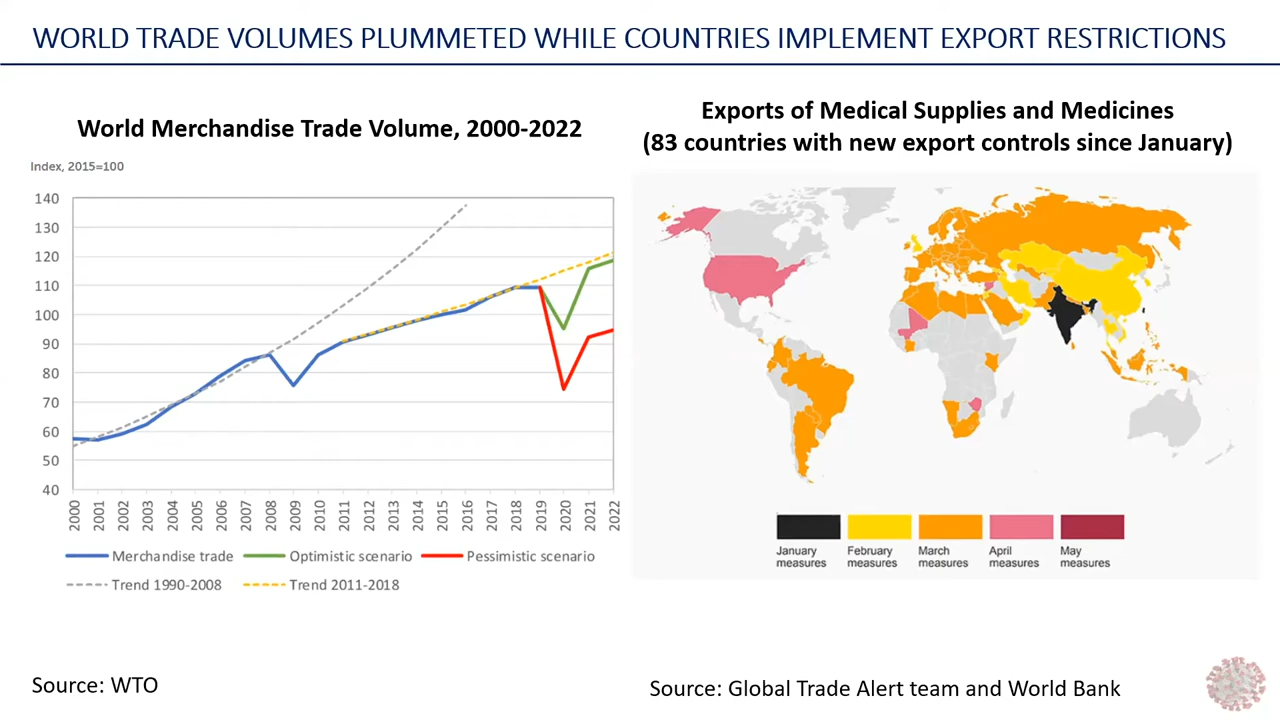 WORLD TRADE VOLUMES PLUMMETED WHILE COUNTRIES IMPLEMENT EXPORT RESTRICTIONS
World Merchandise Trade Volume, 2000-2022
Index, 2015=100
140
130
120
110
100
90
80
70
60
50
40
2000 2001 2002 2003 2004 2005 2006 2007 2008 2009 2010 2011 2012 2013 2014 2015 2016 2017 2018 2019 2020 2021 2022
Merchandise trade Optimistic scenario Pessimistic scenario
Trend 1990-2008 Trend 2011-2018
Source: WTO
Exports of Medical Supplies and Medicines
(83 countries with new export controls since January)
January measures
February measures
March measures
April measures
May measures
Source: Global Trade Alert team and World Bank